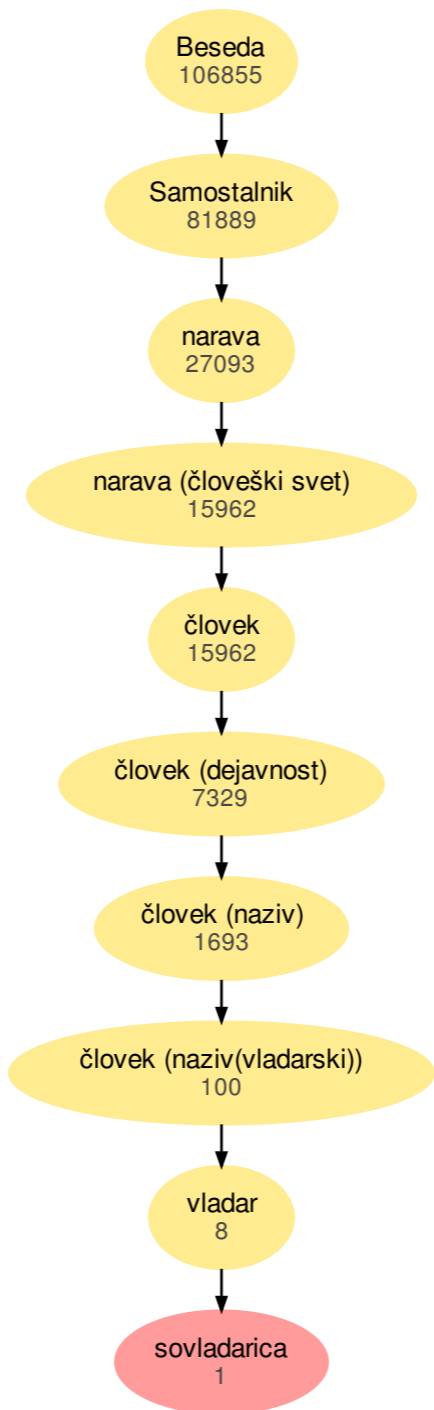 Beseda
106855
Samostalnik
81889
narava
27093
narava (človeški svet)
15962
človek
15962
človek (dejavnost)
7329
človek (naziv)
1693
človek (naziv(vladarski))
100
vladar
8
sovladarica
1